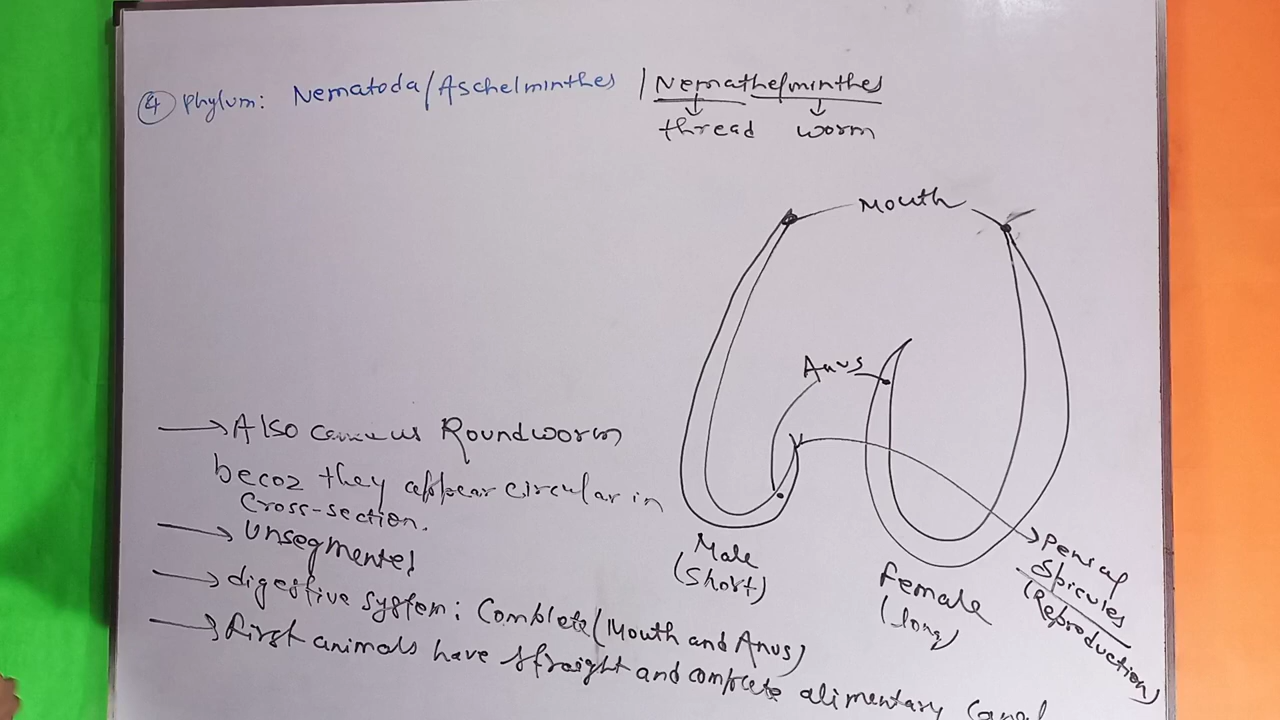 ④ Phylum: Nematoda/Aschelminthes / Nemathelminthes
thread worm
Mouth
Anus
→ Also Roundworm
becoz they appear circular in
Cross-section.
→ Unsegmented
→ digestive system: Complete (Mouth and Anus)
→ first animals have straight and complete alimentary Canal
Male
(Short)
female
(long)
Penial
Spicules
(Reproduction)